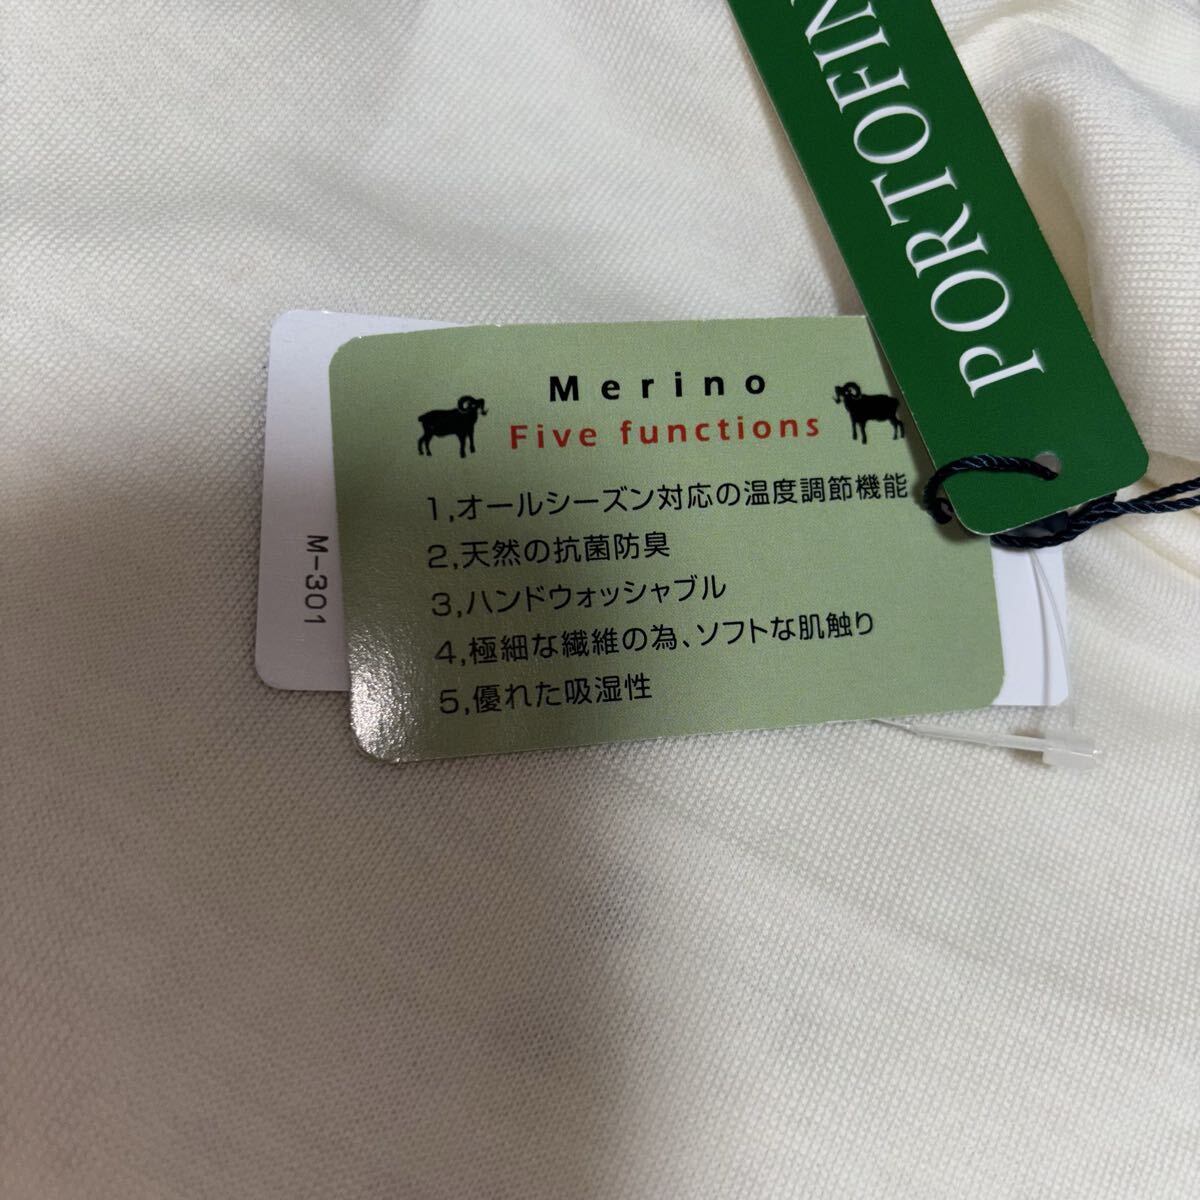 PORTOFIN
Merino
Five functions
1,オールシーズン対応の温度調節機能
2,天然の抗菌防臭
3,ハンドウォッシャブル
4,極細な繊維の為、ソフトな肌触り
5,優れた吸湿性
M-301